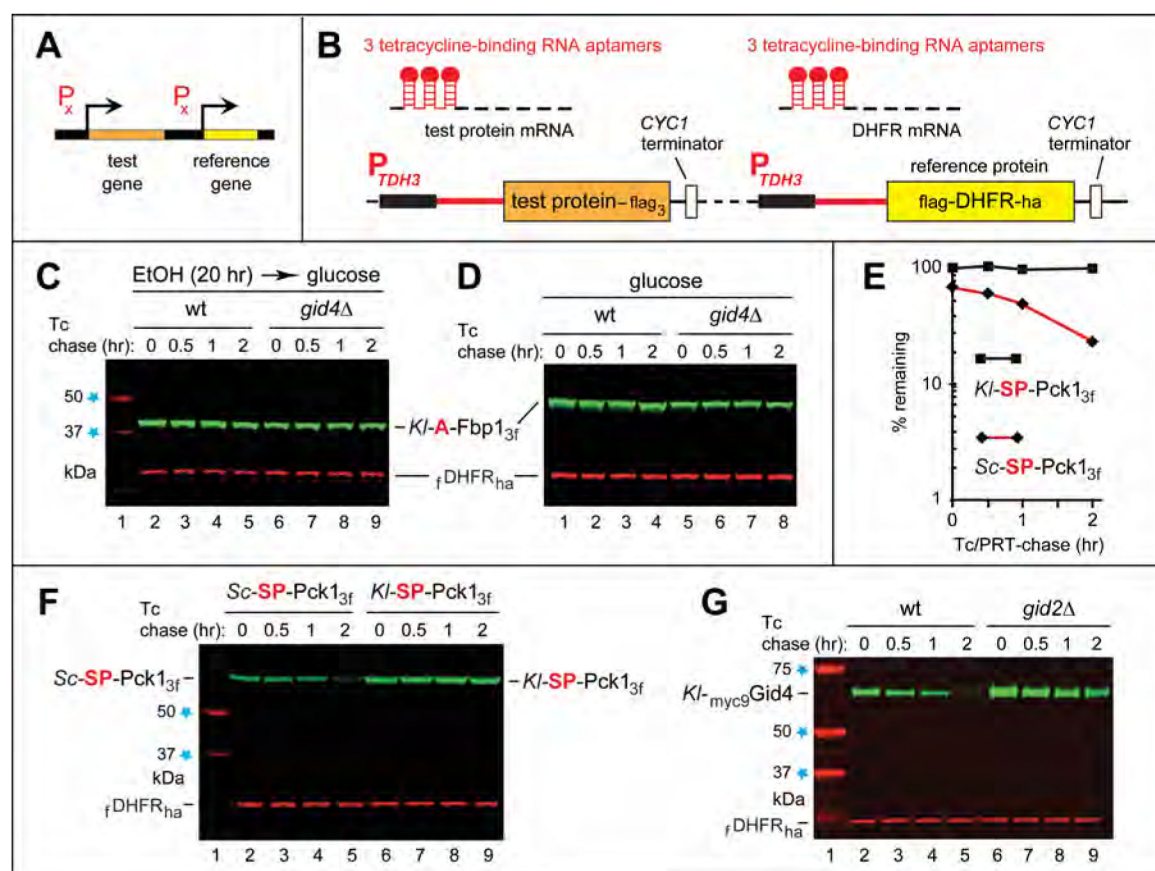 A
P x P x
test gene
reference gene
B
3 tetracycline-binding RNA aptamers 3 tetracycline-binding RNA aptamers
test protein mRNA
CYC1 terminator
DHFR mRNA
CYC1 terminator
P TDH3
test protein–flag3
P TDH3
reference protein
flag-DHFR-ha
C
EtOH (20 hr) → glucose
wt gid4Δ
Tc
chase (hr): 0 0.5 1 2 0 0.5 1 2
50
37
kDa
1 2 3 4 5 6 7 8 9
Kl-A-Fbp13f
fDHFRha
D
glucose
wt gid4Δ
Tc
chase (hr): 0 0.5 1 2 0 0.5 1 2
1 2 3 4 5 6 7 8
E
100
10
1
% remaining
Kl-SP-Pck13f
Sc-SP-Pck13f
0 1 2
Tc/PRT-chase (hr)
F
Sc-SP-Pck13f Kl-SP-Pck13f
Tc
chase (hr): 0 0.5 1 2 0 0.5 1 2
Sc-SP-Pck13f
Kl-SP-Pck13f
50
37
kDa
fDHFRha
1 2 3 4 5 6 7 8 9
G
wt gid2Δ
Tc
chase (hr): 0 0.5 1 2 0 0.5 1 2
75
Kl-myc9Gid4
50
37
kDa
fDHFRha
1 2 3 4 5 6 7 8 9